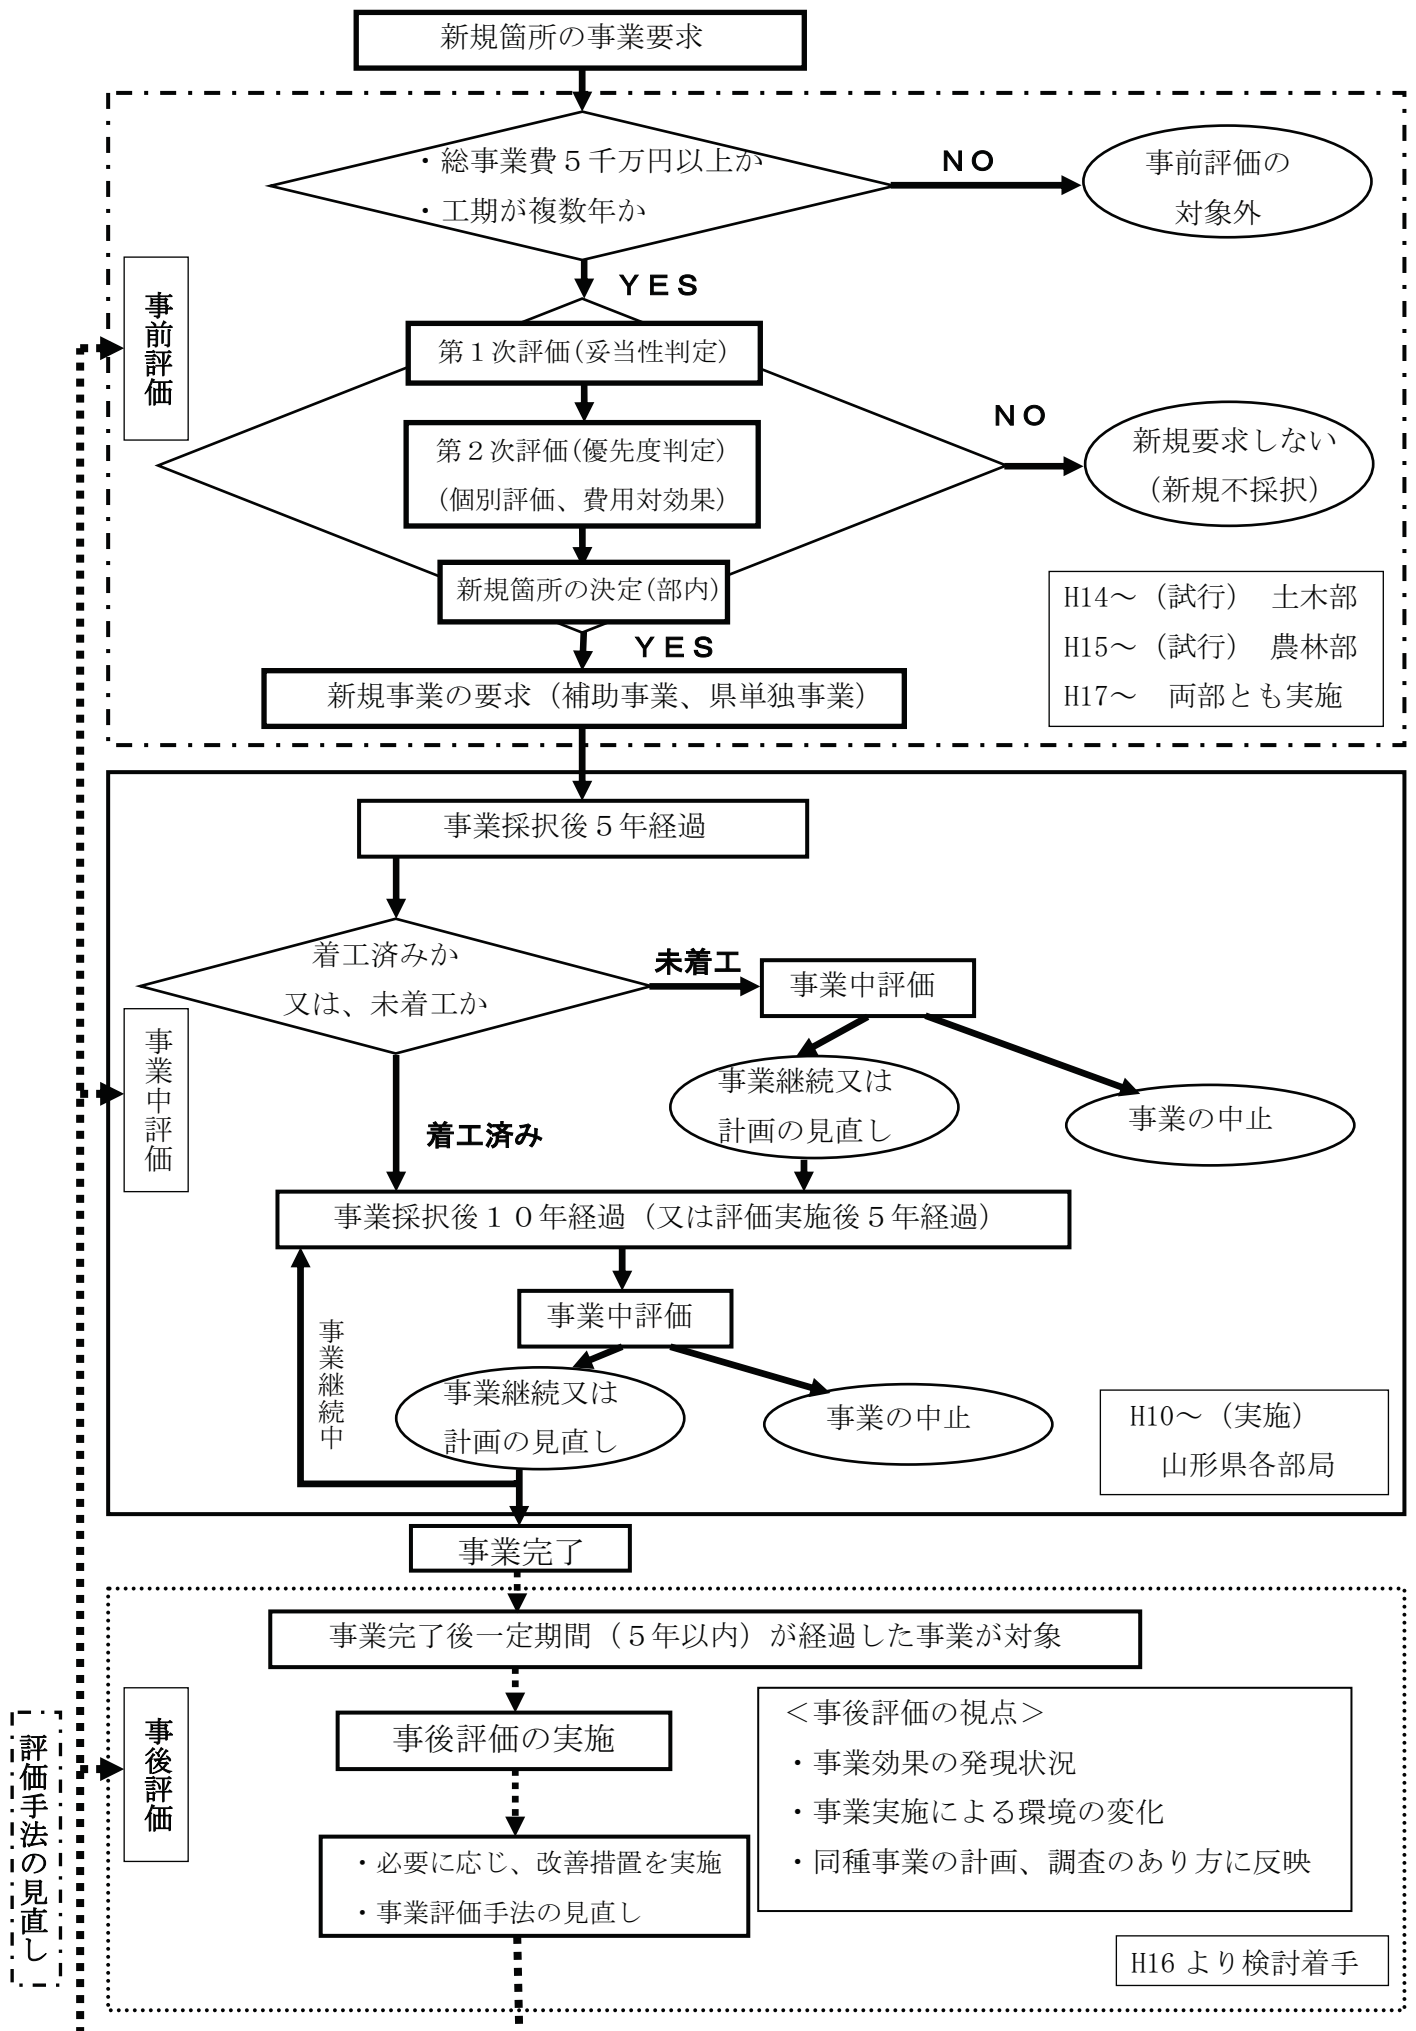 新規箇所の事業要求
・総事業費５千万円以上か
・工期が複数年か
ＮＯ
事前評価の
対象外
ＹＥＳ
事前評価
第１次評価(妥当性判定)
第２次評価(優先度判定)
(個別評価、費用対効果)
ＮＯ
新規要求しない
（新規不採択）
新規箇所の決定(部内)
ＹＥＳ
新規事業の要求（補助事業、県単独事業）
H14～（試行）　土木部
H15～（試行）　農林部
H17～　両部とも実施
事業採択後５年経過
着工済みか
又は、未着工か
未着工
事業中評価
事業中評価
事業継続又は
計画の見直し
事業の中止
着工済み
事業採択後１０年経過（又は評価実施後５年経過）
事業中評価
事業継続中
事業継続又は
計画の見直し
事業の中止
H10～（実施）
山形県各部局
事業完了
事業完了後一定期間（５年以内）が経過した事業が対象
事後評価
事後評価の実施
＜事後評価の視点＞
・事業効果の発現状況
・事業実施による環境の変化
・同種事業の計画、調査のあり方に反映
・必要に応じ、改善措置を実施
・事業評価手法の見直し
評価手法の見直し
H16 より検討着手